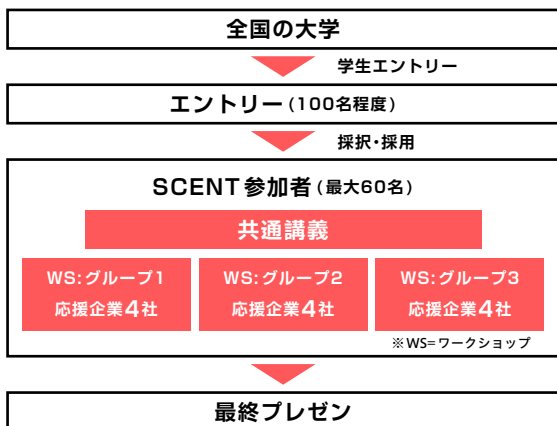 全国の大学
学生エントリー
エントリー(100名程度)
採択・採用
SCENT参加者(最大60名)
共通講義
WS:グループ1
応援企業4社
WS:グループ2
応援企業4社
WS:グループ3
応援企業4社
※WS=ワークショップ
最終プレゼン